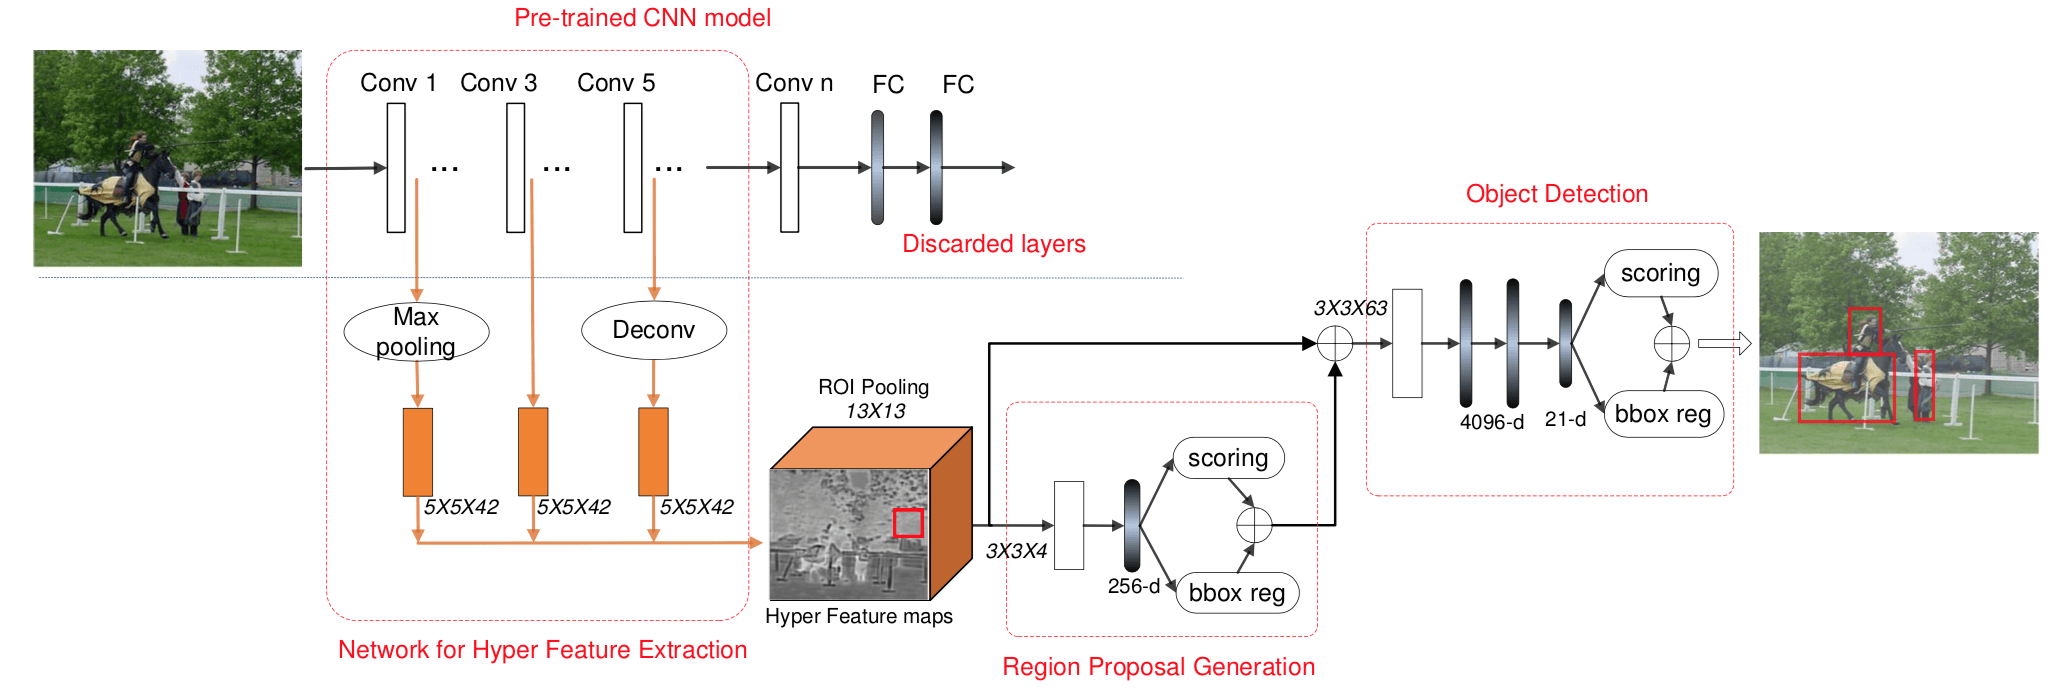 Pre-trained CNN model
Conv 1
Conv 3
Conv 5
Conv n
FC
FC
...
...
...
Discarded layers
Max
pooling
Deconv
5X5X42
5X5X42
5X5X42
Network for Hyper Feature Extraction
ROI Pooling
13X13
Hyper Feature maps
3X3X4
256-d
scoring
bbox reg
Region Proposal Generation
Object Detection
3X3X63
4096-d
21-d
scoring
bbox reg